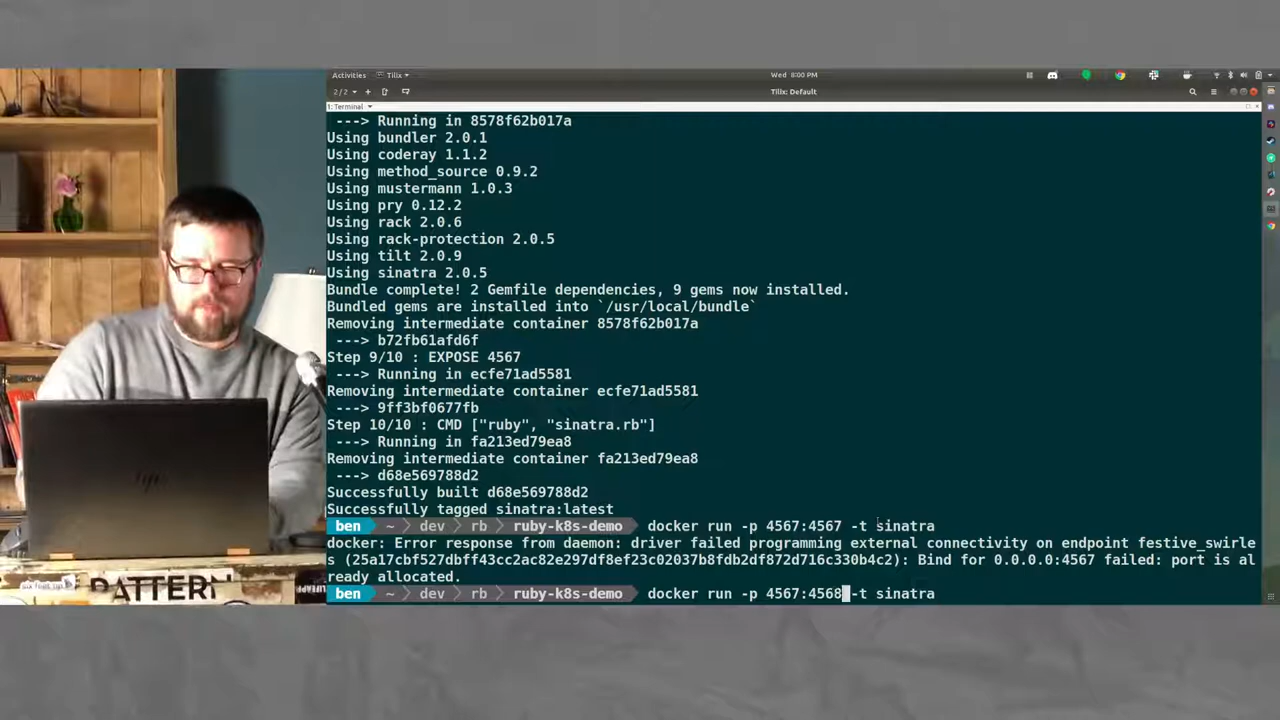 Activities Tilix Wed 8:00 PM
2/2 Tilix: Default
1: Terminal
---> Running in 8578f62b017a
Using bundler 2.0.1
Using coderay 1.1.2
Using method_source 0.9.2
Using mustermann 1.0.3
Using pry 0.12.2
Using rack 2.0.6
Using rack-protection 2.0.5
Using tilt 2.0.9
Using sinatra 2.0.5
Bundle complete! 2 Gemfile dependencies, 9 gems now installed.
Bundled gems are installed into `/usr/local/bundle`
Removing intermediate container 8578f62b017a
---> b72fb61afd6f
Step 9/10 : EXPOSE 4567
---> Running in ecfe71ad5581
Removing intermediate container ecfe71ad5581
---> 9ff3bf0677fb
Step 10/10 : CMD ["ruby", "sinatra.rb"]
---> Running in fa213ed79ea8
Removing intermediate container fa213ed79ea8
---> d68e569788d2
Successfully built d68e569788d2
Successfully tagged sinatra:latest
ben ~ dev rb ruby-k8s-demo docker run -p 4567:4567 -t sinatra
docker: Error response from daemon: driver failed programming external connectivity on endpoint festive_swirle
s (25a17cbf527dbff43cc2ac82e297df8ef23c02037b8fdb2df872d716c330b4c2): Bind for 0.0.0.0:4567 failed: port is al
ready allocated.
ben ~ dev rb ruby-k8s-demo docker run -p 4567:4568 -t sinatra
PATTERN